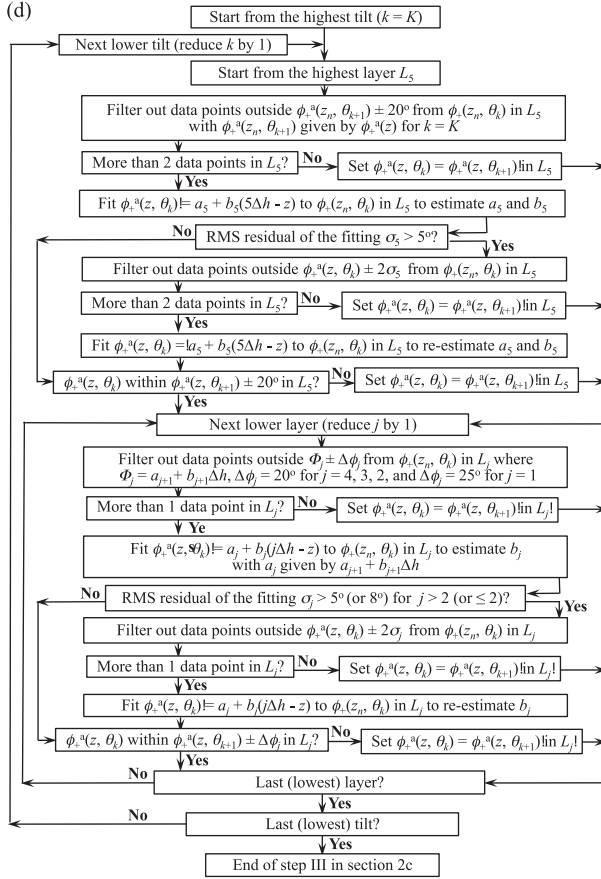 (d)
Start from the highest tilt (k = K)
Next lower tilt (reduce k by 1)
Start from the highest layer L₅
Filter out data points outside ϕ₊ᵃ(zₙ, θₖ₊₁) ± 20° from ϕ₊(zₙ, θₖ) in L₅
with ϕ₊ᵃ(zₙ, θₖ₊₁) given by ϕ₊ᵃ(z) for k = K
More than 2 data points in L₅?
No
Set ϕ₊ᵃ(z, θₖ) = ϕ₊ᵃ(z, θₖ₊₁)!in L₅
Yes
Fit ϕ₊ᵃ(z, θₖ)!= a₅ + b₅(5Δh - z) to ϕ₊(zₙ, θₖ) in L₅ to estimate a₅ and b₅
No
RMS residual of the fitting σ₅ > 5°?
Yes
Filter out data points outside ϕ₊ᵃ(z, θₖ) ± 2σ₅ from ϕ₊(zₙ, θₖ) in L₅
More than 2 data points in L₅?
No
Set ϕ₊ᵃ(z, θₖ) = ϕ₊ᵃ(z, θₖ₊₁)!in L₅
Yes
Fit ϕ₊ᵃ(z, θₖ) =!a₅ + b₅(5Δh - z) to ϕ₊(zₙ, θₖ) in L₅ to re-estimate a₅ and b₅
ϕ₊ᵃ(z, θₖ) within ϕ₊ᵃ(z, θₖ₊₁) ± 20° in L₅?
No
Set ϕ₊ᵃ(z, θₖ) = ϕ₊ᵃ(z, θₖ₊₁)!in L₅
Yes
Next lower layer (reduce j by 1)
Filter out data points outside Φⱼ ± Δϕⱼ from ϕ₊(zₙ, θₖ) in Lⱼ where
Φⱼ = aⱼ₊₁ + bⱼ₊₁Δh, Δϕⱼ = 20° for j = 4, 3, 2, and Δϕⱼ = 25° for j = 1
More than 1 data point in Lⱼ?
No
Set ϕ₊ᵃ(z, θₖ) = ϕ₊ᵃ(z, θₖ₊₁)!in Lⱼ!
Ye
s
Fit ϕ₊ᵃ(z, θₖ)!= aⱼ + bⱼ(jΔh - z) to ϕ₊(zₙ, θₖ) in Lⱼ to estimate bⱼ
with aⱼ given by aⱼ₊₁ + bⱼ₊₁Δh
No
RMS residual of the fitting σⱼ > 5° (or 8°) for j > 2 (or ≤ 2)?
Yes
Filter out data points outside ϕ₊ᵃ(z, θₖ) ± 2σⱼ from ϕ₊(zₙ, θₖ) in Lⱼ
More than 1 data point in Lⱼ?
No
Set ϕ₊ᵃ(z, θₖ) = ϕ₊ᵃ(z, θₖ₊₁)!in Lⱼ!
Yes
Fit ϕ₊ᵃ(z, θₖ)!= aⱼ + bⱼ(jΔh - z) to ϕ₊(zₙ, θₖ) in Lⱼ to re-estimate bⱼ
ϕ₊ᵃ(z, θₖ) within ϕ₊ᵃ(z, θₖ₊₁) ± Δϕⱼ in Lⱼ?
No
Set ϕ₊ᵃ(z, θₖ) = ϕ₊ᵃ(z, θₖ₊₁)!in Lⱼ!
Yes
No
Last (lowest) layer?
Yes
No
Last (lowest) tilt?
Yes
End of step III in section 2c